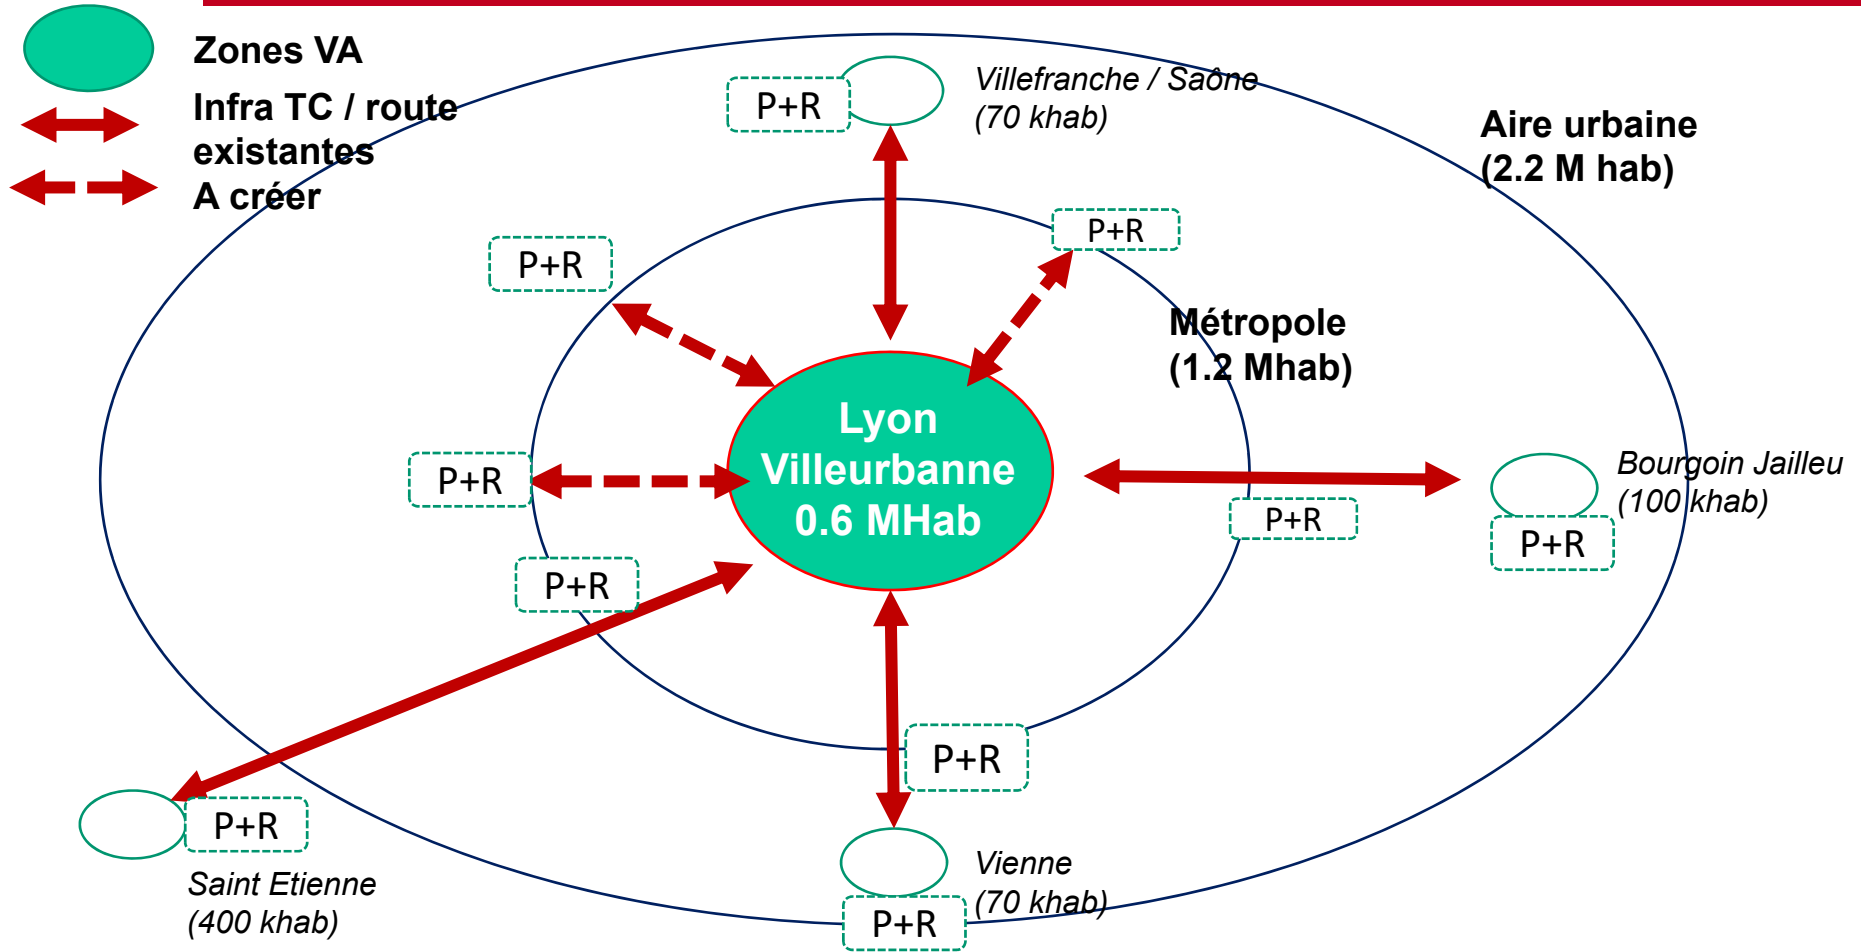 Zones VA
Infra TC / route
existantes
A créer
Villefranche / Saône
(70 khab)
P+R
Aire urbaine
(2.2 M hab)
P+R
P+R
Métropole
(1.2 Mhab)
Lyon
Villeurbanne
0.6 MHab
P+R
Bourgoin Jailleu
(100 khab)
P+R
P+R
P+R
P+R
P+R
Saint Etienne
(400 khab)
Vienne
(70 khab)
P+R